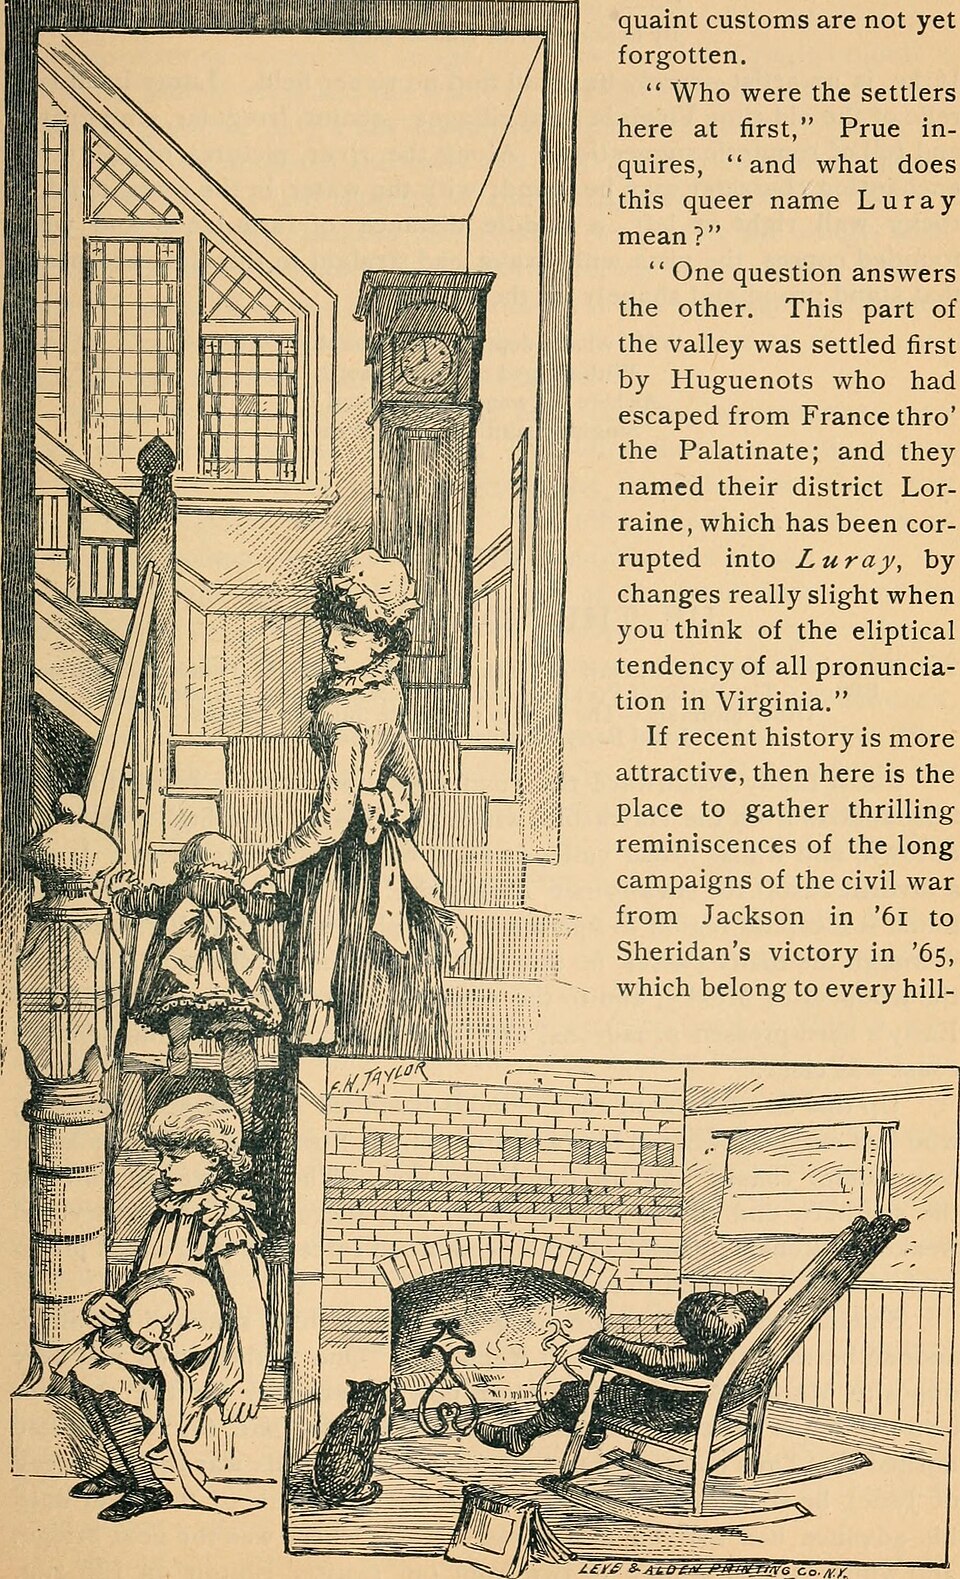 quaint customs are not yet
forgotten.
“ Who were the settlers
here at first,” Prue in-
quires, “and what does
this queer name Luray
mean?”
“One question answers
the other. This part of
the valley was settled first
by Huguenots who had
escaped from France thro’
the Palatinate; and they
named their district Lor-
raine, which has been cor-
rupted into Luray, by
changes really slight when
you think of the eliptical
tendency of all pronuncia-
tion in Virginia.”
If recent history is more
attractive, then here is the
place to gather thrilling
reminiscences of the long
campaigns of the civil war
from Jackson in ’61 to
Sheridan’s victory in ’65,
which belong to every hill-
F.H. TAYLOR
LEVE & ALDEN PRINTING CO. N.Y.